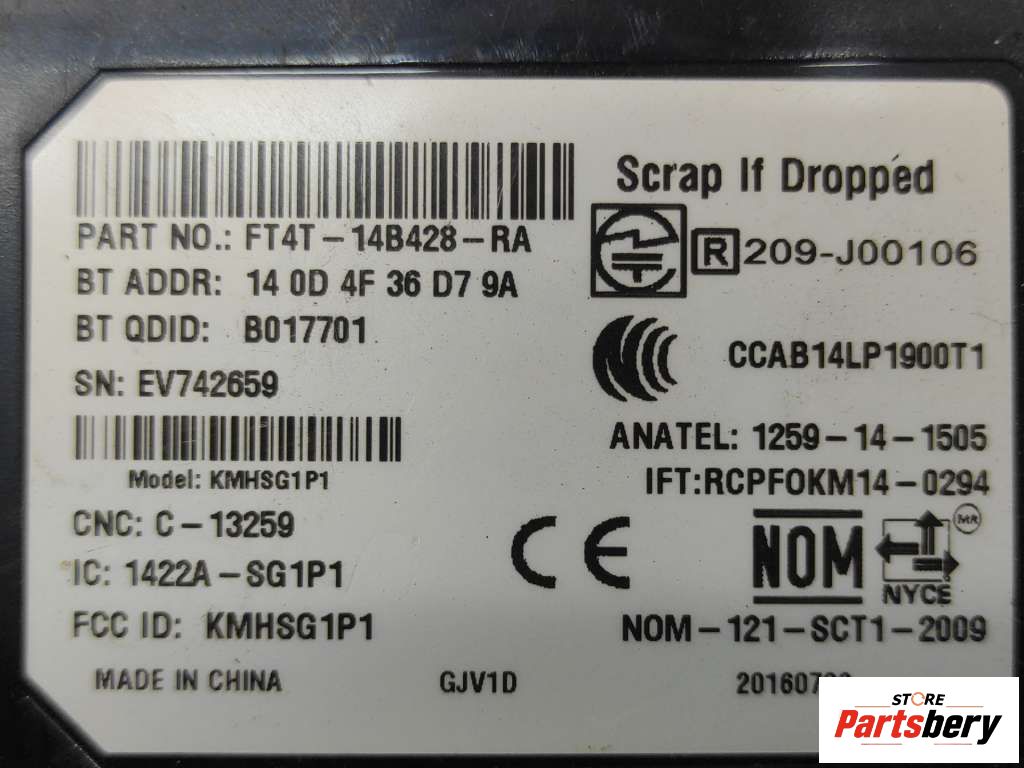 Scrap If Dropped
PART NO.: FT4T-14B428-RA
R 209-J00106
BT ADDR: 14 0D 4F 36 D7 9A
BT QDID: B017701
CCAB14LP1900T1
SN: EV742659
ANATEL: 1259-14-1505
Model: KMHSG1P1
IFT:RCPFOKM14-0294
CNC: C-13259
CE
NOM
NYCE
IC: 1422A-SG1P1
FCC ID: KMHSG1P1
NOM-121-SCT1-2009
MADE IN CHINA
GJV1D
STORE
Partsbery